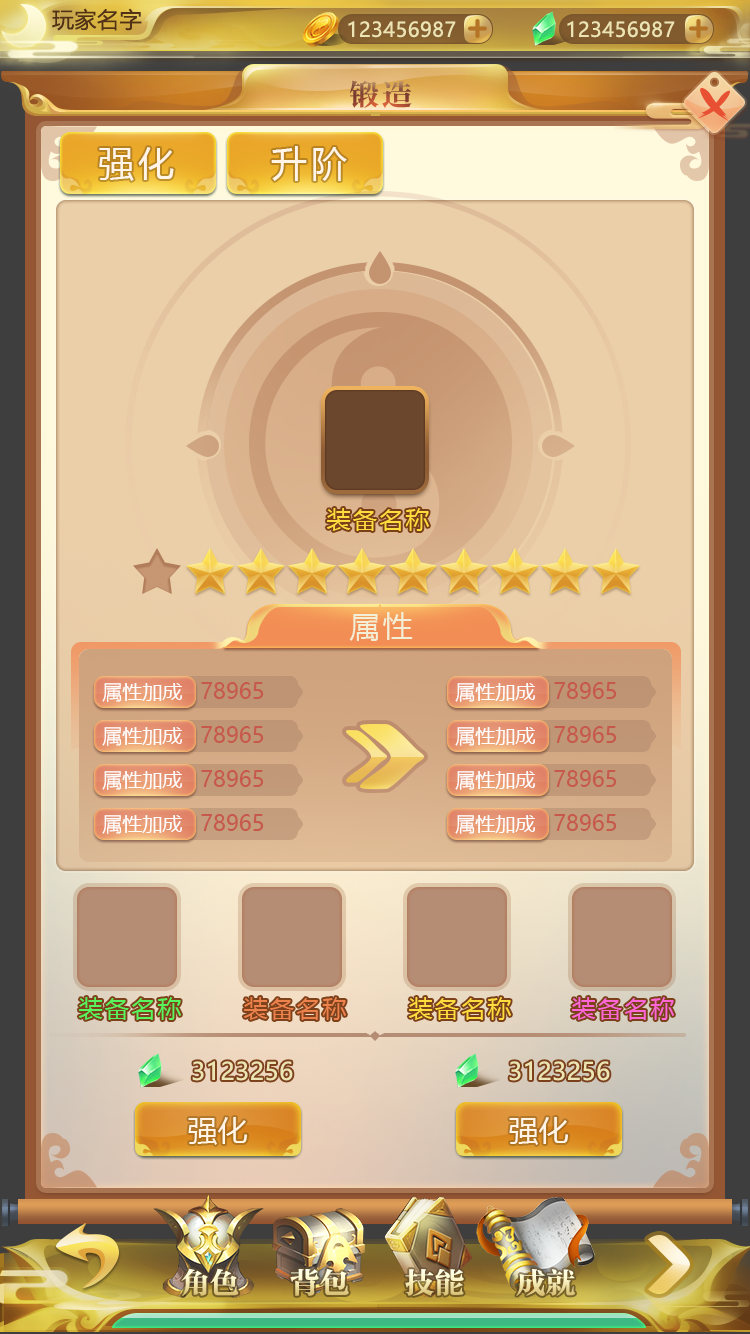 玩家名字 123456987 123456987
锻造
强化 升阶
装备名称
属性
属性加成 78965 属性加成 78965
属性加成 78965 属性加成 78965
属性加成 78965 属性加成 78965
属性加成 78965 属性加成 78965
装备名称 装备名称 装备名称 装备名称
3123256 3123256
强化 强化
角色 背包 技能 成就